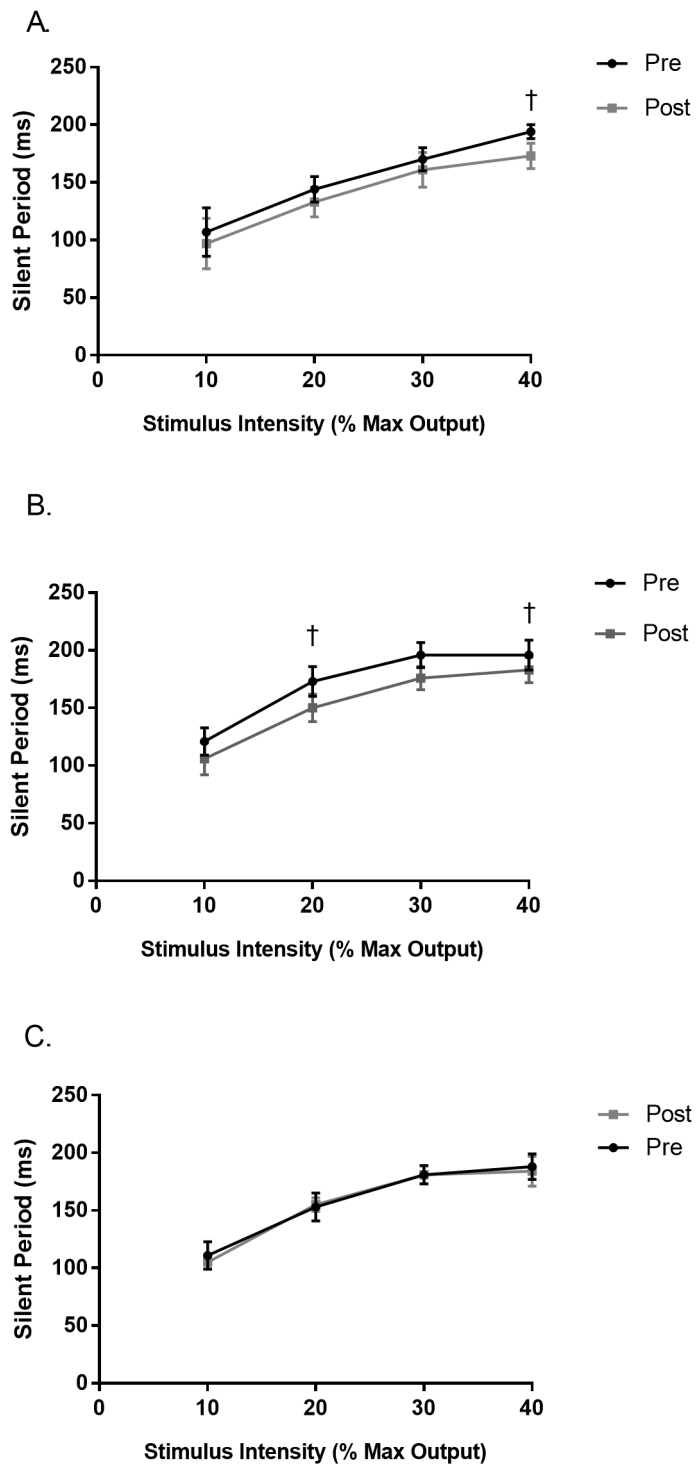 A.
250
200
150
100
50
0
Silent Period (ms)
†
Pre
Post
0 10 20 30 40
Stimulus Intensity (% Max Output)
B.
250
200
150
100
50
0
Silent Period (ms)
† †
Pre
Post
0 10 20 30 40
Stimulus Intensity (% Max Output)
C.
250
200
150
100
50
0
Silent Period (ms)
Post
Pre
0 10 20 30 40
Stimulus Intensity (% Max Output)